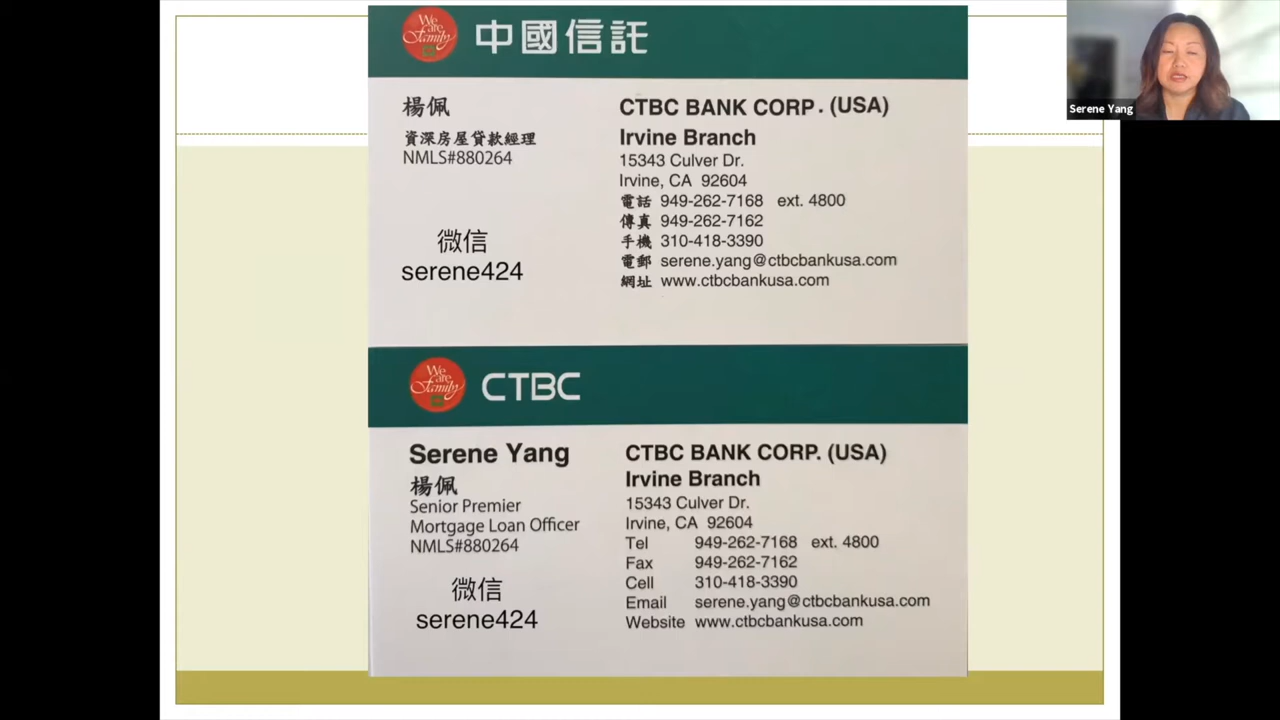 We are Family
中國信託
楊佩
資深房屋貸款經理
NMLS#880264
微信
serene424
CTBC BANK CORP. (USA)
Irvine Branch
15343 Culver Dr.
Irvine, CA 92604
電話 949-262-7168 ext. 4800
傳真 949-262-7162
手機 310-418-3390
電郵 serene.yang@ctbcbankusa.com
網址 www.ctbcbankusa.com
We are Family
CTBC
Serene Yang
楊佩
Senior Premier
Mortgage Loan Officer
NMLS#880264
微信
serene424
CTBC BANK CORP. (USA)
Irvine Branch
15343 Culver Dr.
Irvine, CA 92604
Tel 949-262-7168 ext. 4800
Fax 949-262-7162
Cell 310-418-3390
Email serene.yang@ctbcbankusa.com
Website www.ctbcbankusa.com
Serene Yang